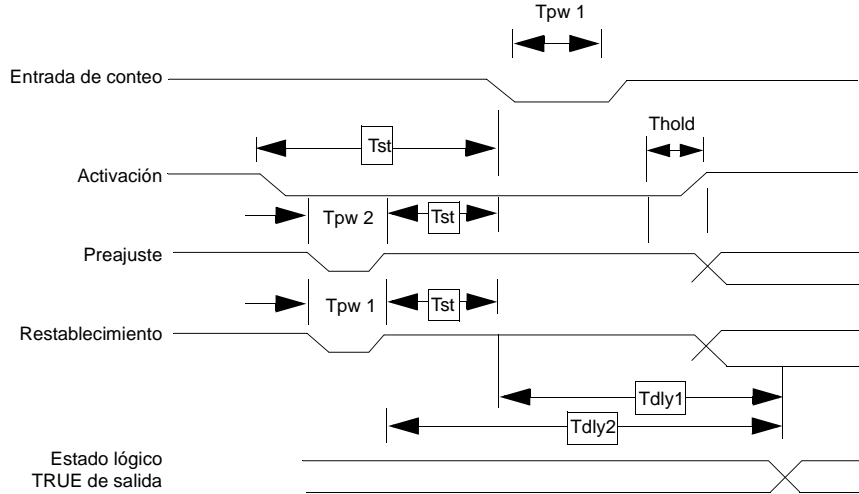 Tpw 1
Entrada de conteo
Thold
Tst
Activación
Tpw 2
Tst
Preajuste
Tpw 1
Tst
Restablecimiento
Tdly1
Tdly2
Estado lógico
TRUE de salida